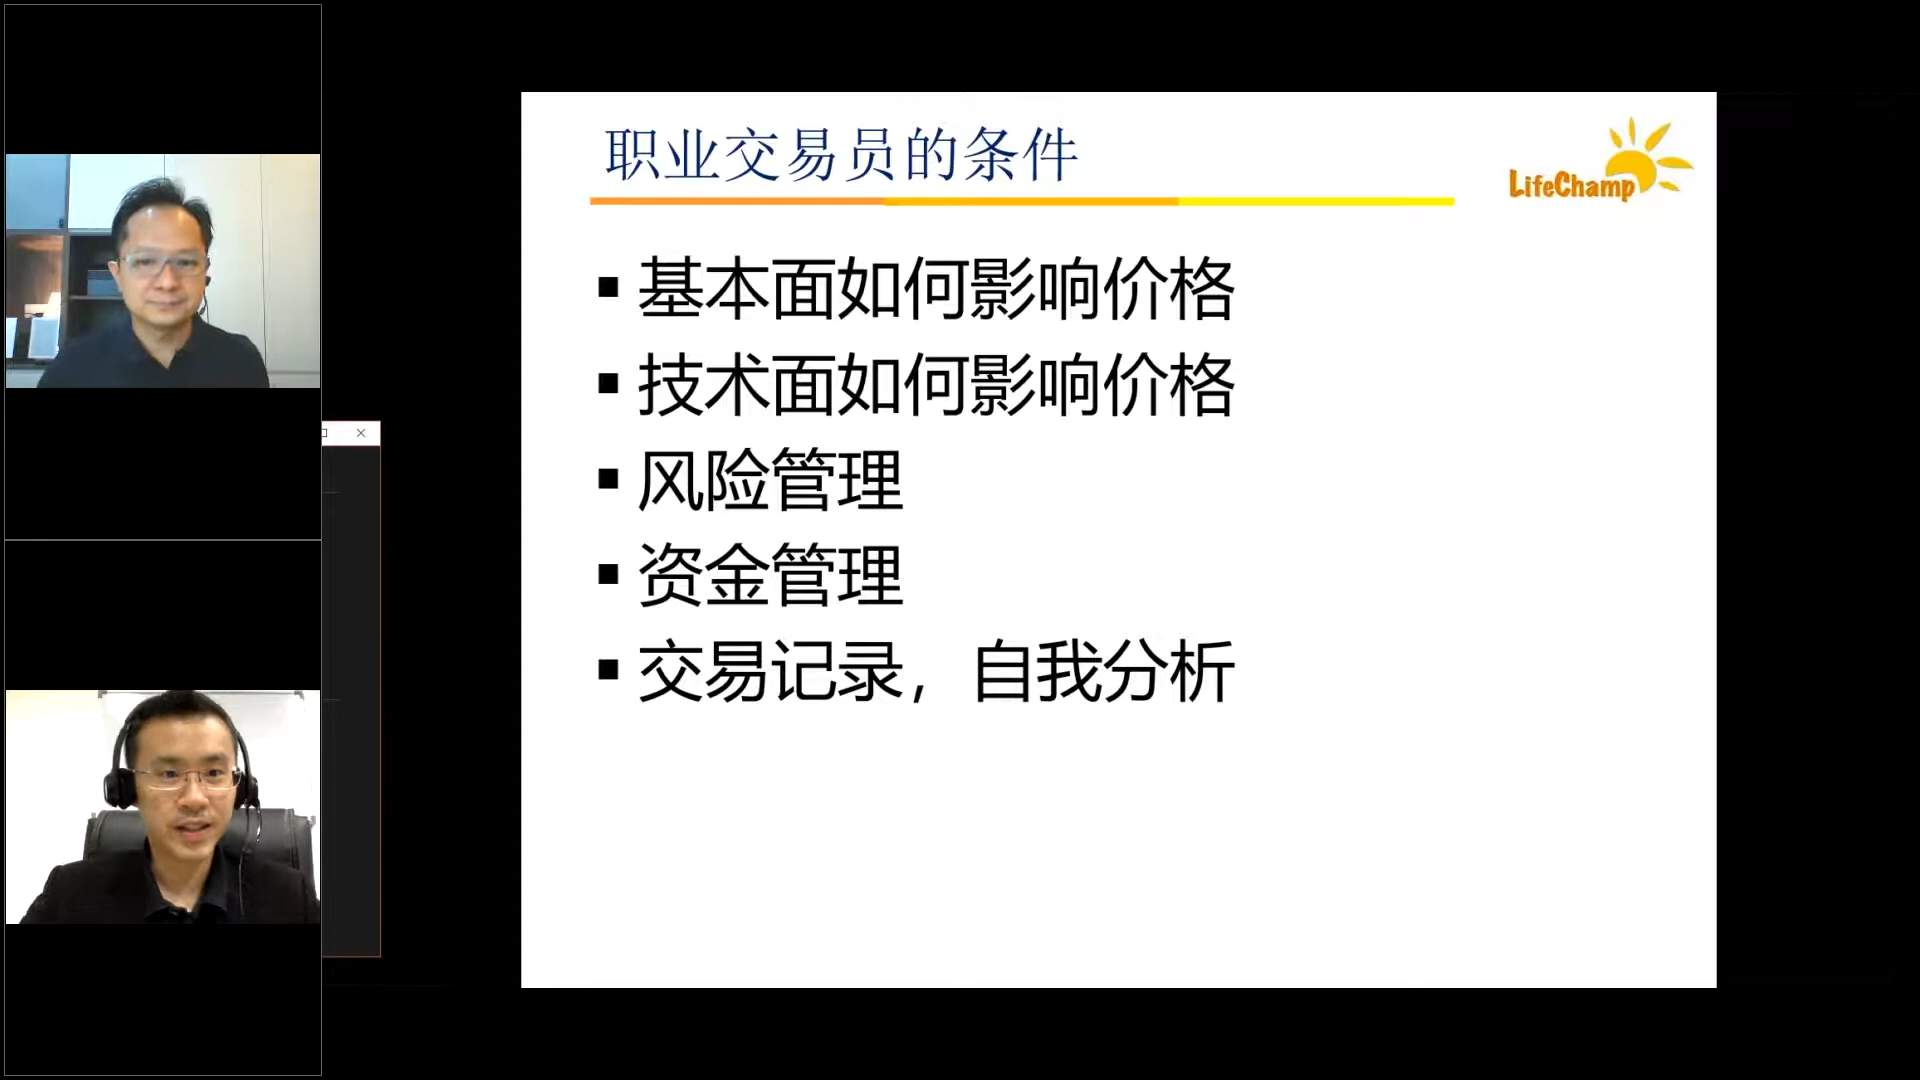 职业交易员的条件
LifeChamp
▪ 基本面如何影响价格
▪ 技术面如何影响价格
▪ 风险管理
▪ 资金管理
▪ 交易记录，自我分析